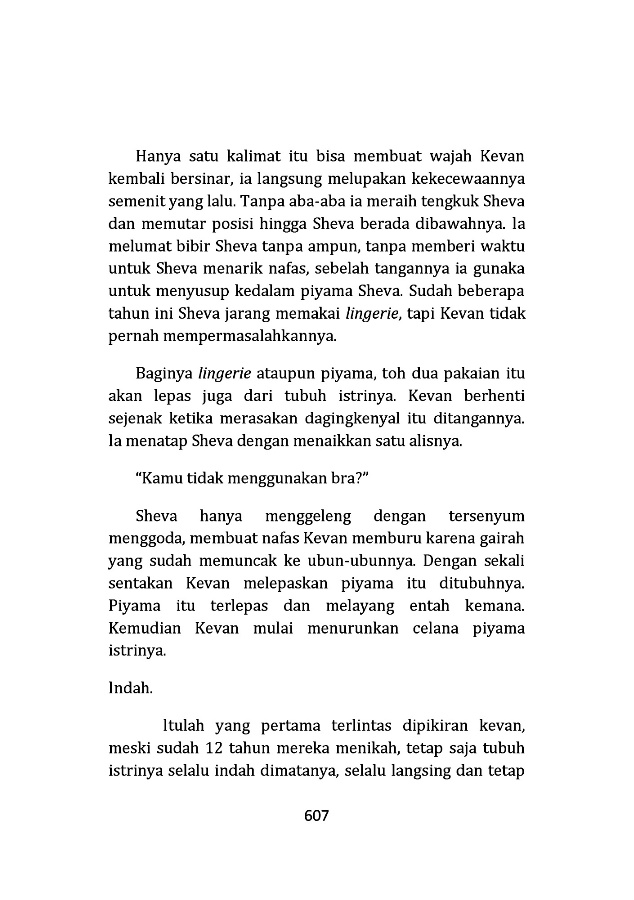 Hanya satu kalimat itu bisa membuat wajah Kevan
kembali bersinar, ia langsung melupakan kekecewaannya
semenit yang lalu. Tanpa aba-aba ia meraih tengkuk Sheva
dan memutar posisi hingga Sheva berada dibawahnya. Ia
melumat bibir Sheva tanpa ampun, tanpa memberi waktu
untuk Sheva menarik nafas, sebelah tangannya ia gunaka
untuk menyusup kedalam piyama Sheva. Sudah beberapa
tahun ini Sheva jarang memakai lingerie, tapi Kevan tidak
pernah mempermasalahkannya.
Baginya lingerie ataupun piyama, toh dua pakaian itu
akan lepas juga dari tubuh istrinya. Kevan berhenti
sejenak ketika merasakan dagingkenyal itu ditangannya.
Ia menatap Sheva dengan menaikkan satu alisnya.
“Kamu tidak menggunakan bra?”
Sheva hanya menggeleng dengan tersenyum
menggoda, membuat nafas Kevan memburu karena gairah
yang sudah memuncak ke ubun-ubunnya. Dengan sekali
sentakan Kevan melepaskan piyama itu ditubuhnya.
Piyama itu terlepas dan melayang entah kemana.
Kemudian Kevan mulai menurunkan celana piyama
istrinya.
Indah.
Itulah yang pertama terlintas dipikiran kevan,
meski sudah 12 tahun mereka menikah, tetap saja tubuh
istrinya selalu indah dimatanya, selalu langsing dan tetap
607